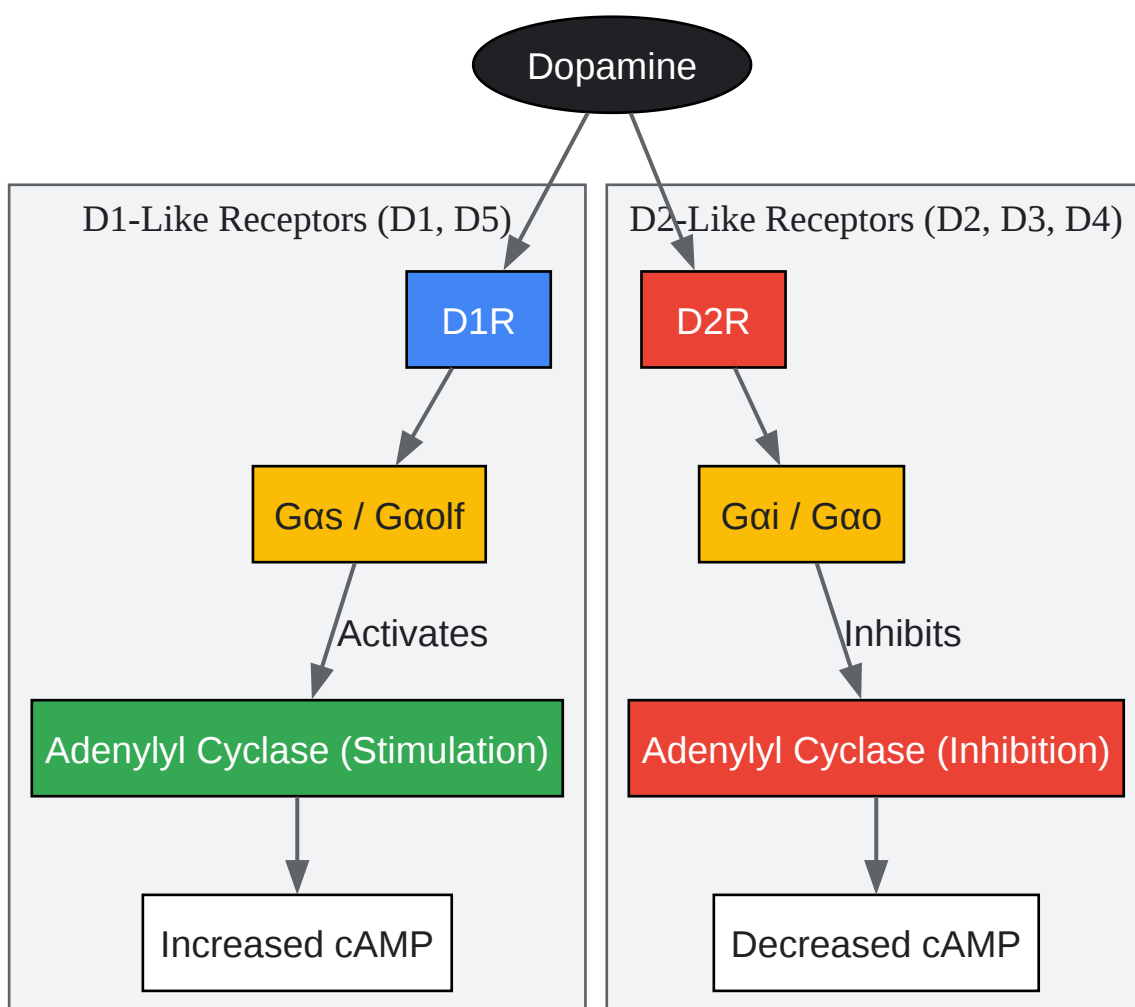 Dopamine
D1-Like Receptors (D1, D5)
D1R
Gαs / Gαolf
Activates
Adenylyl Cyclase (Stimulation)
Increased cAMP
D2-Like Receptors (D2, D3, D4)
D2R
Gαi / Gαo
Inhibits
Adenylyl Cyclase (Inhibition)
Decreased cAMP